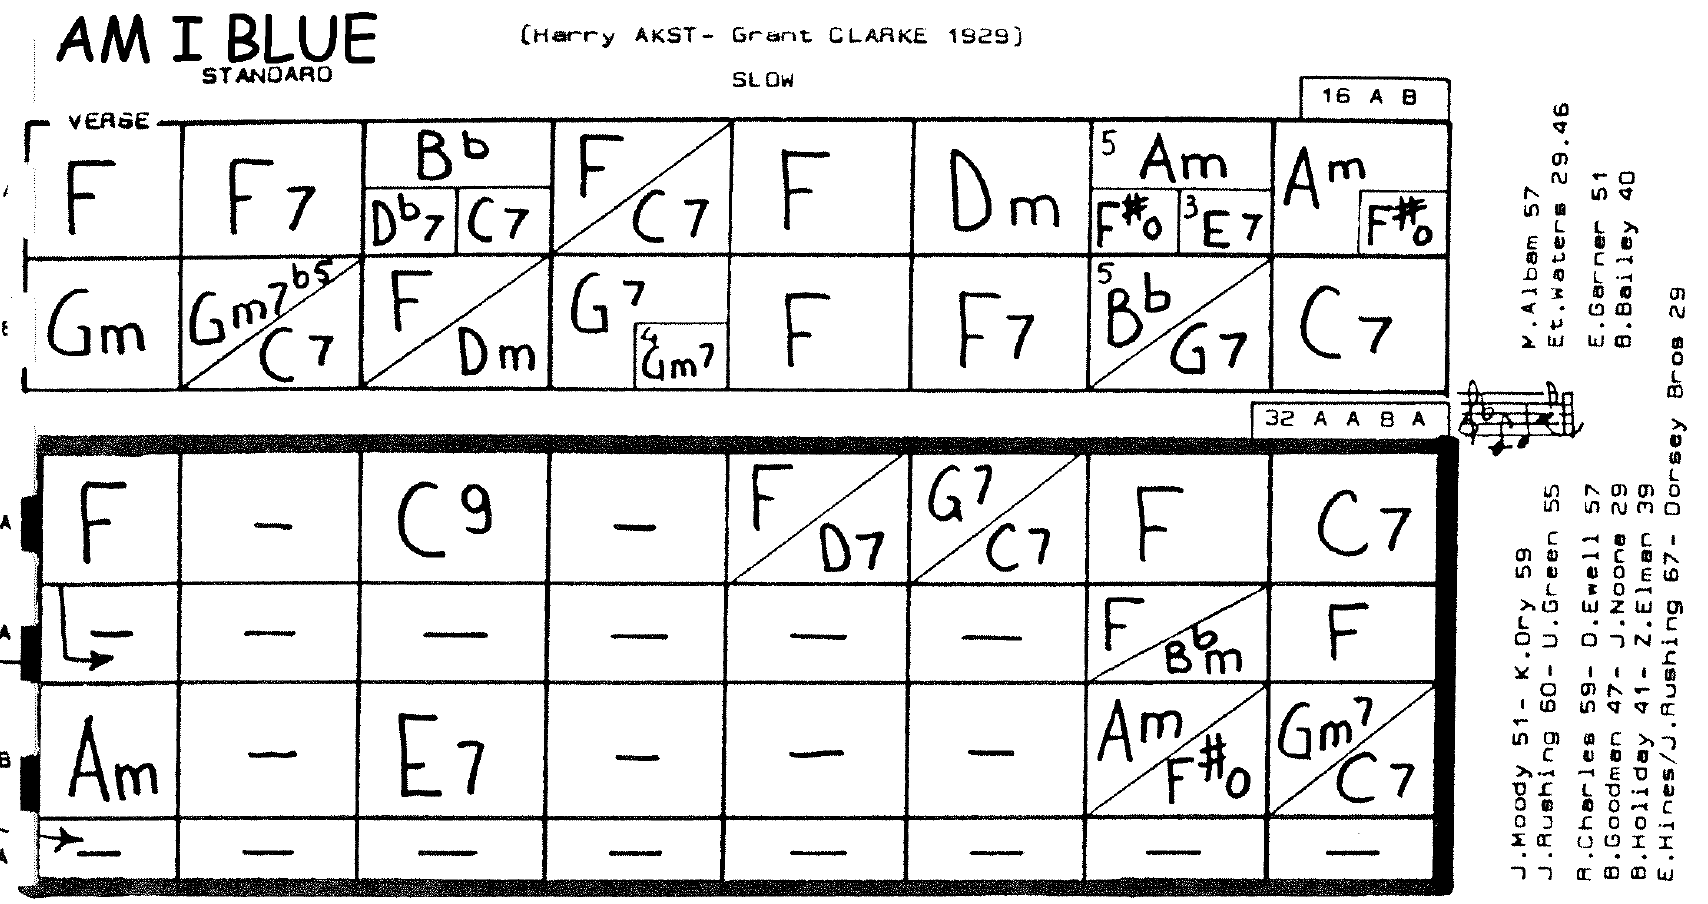 AM I BLUE
STANDARD
(Harry AKST- Grant CLARKE 1929)
SLOW
16 A B
VERSE
A F F7 Bb Db7 C7 F C7 F Dm 5 Am F#o 3 E7 Am F#o
B Gm Gm7b5 C7 F Dm G7 4 Gm7 F F7 5 Bb G7 C7
32 A A B A
A F – C9 – F D7 G7 C7 F C7
A – – – – – – F Bbm F
B Am – E7 – – – Am F#o Gm7 C7
A – – – – – – – –
M.Alban 57
Et.Waters 29.46
E.Garner 51
B.Bailey 40
J.Moody 51- K.Ory 59
J.Rushing 60- U.Green 55
R.Charles 59- D.Ewell 57
B.Goodman 47- J.Noone 29
B.Holiday 41- Z.Elman 39
E.Hines/J.Rushing 67- Dorsey Bros 29